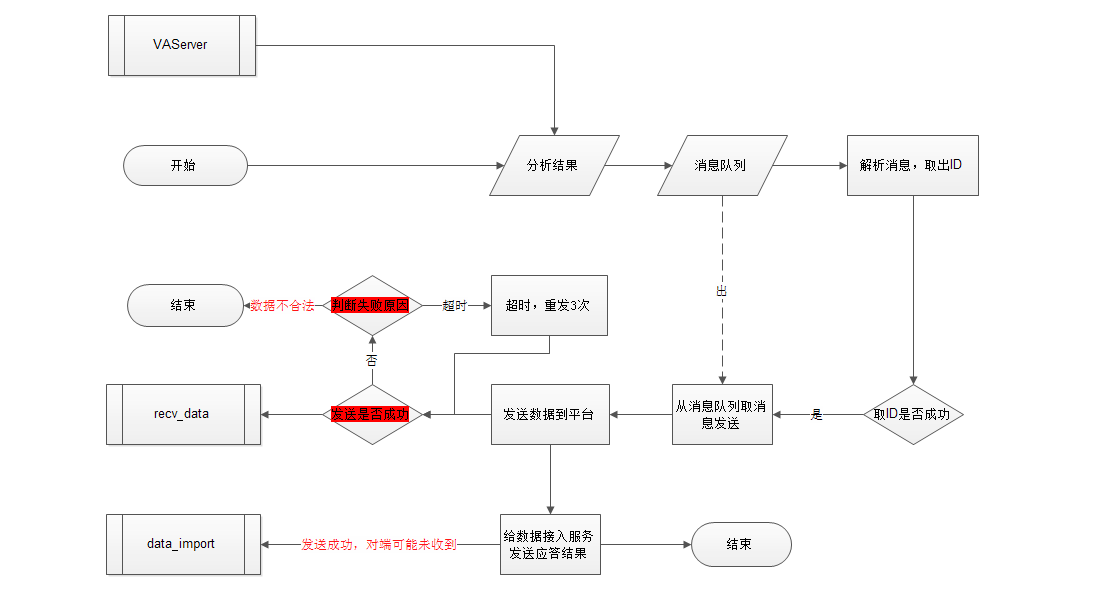 VAServer
开始
分析结果
消息队列
解析消息，取出ID
出
结束
数据不合法
判断失败原因
超时
超时，重发3次
否
recv_data
发送是否成功
发送数据到平台
从消息队列取消
息发送
是
取ID是否成功
data_import
发送成功，对端可能未收到
给数据接入服务
发送应答结果
结束